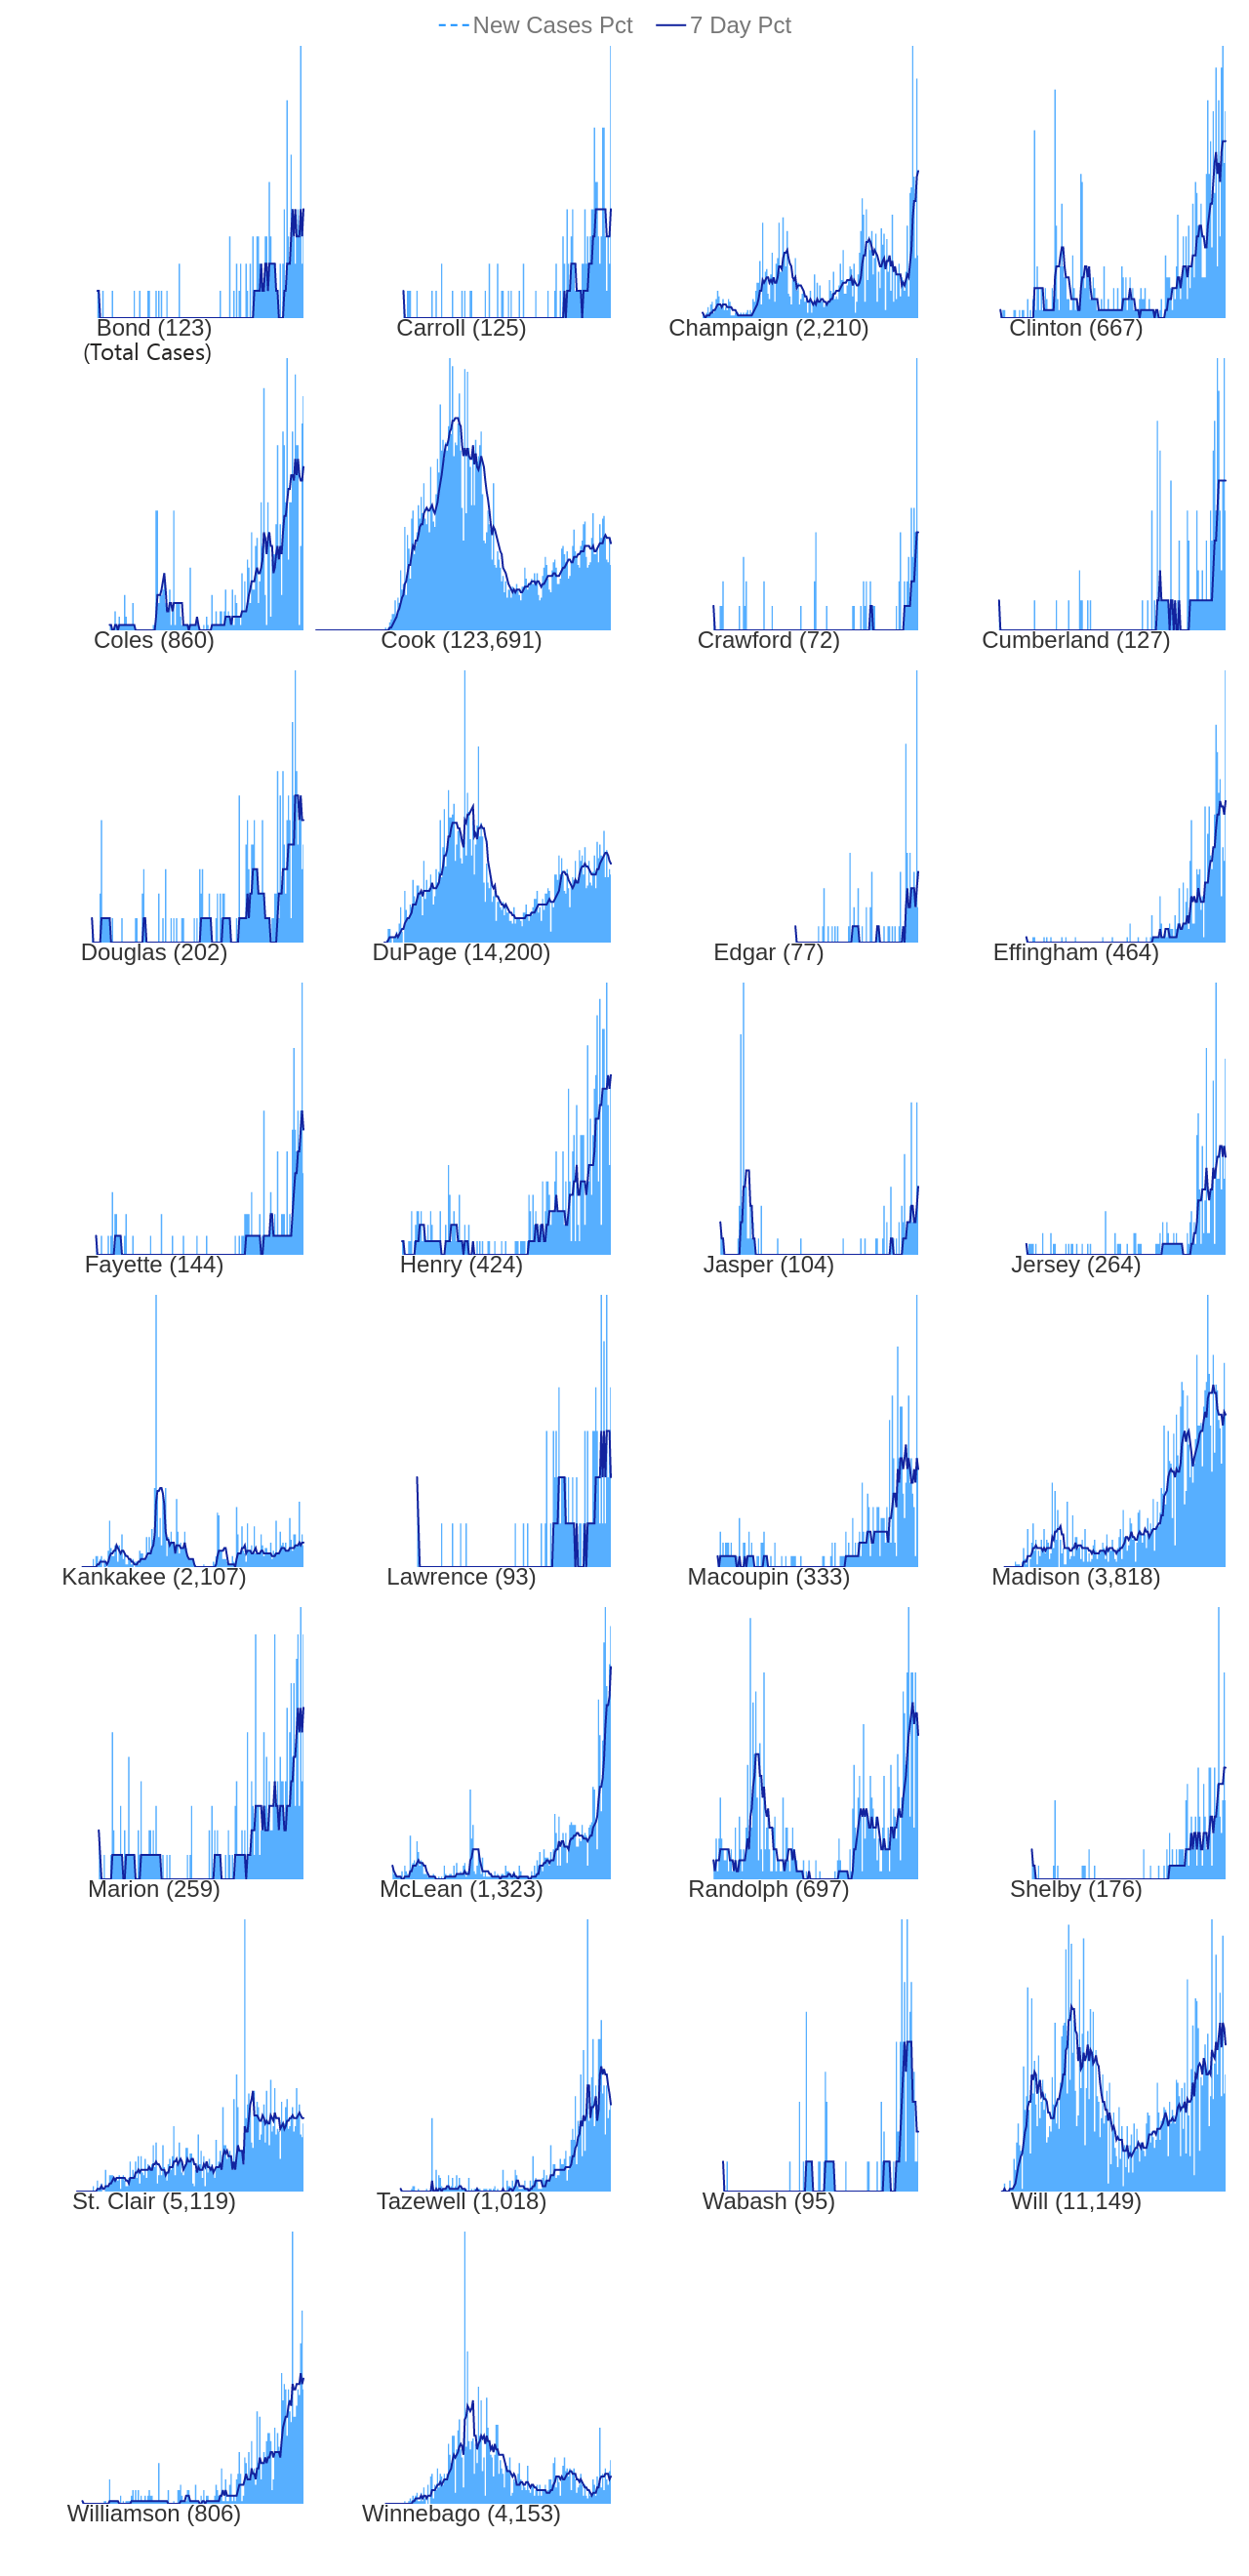 New Cases Pct 7 Day Pct
Bond (123) Carroll (125) Champaign (2,210) Clinton (667)
(Total Cases)
Coles (860) Cook (123,691) Crawford (72) Cumberland (127)
Douglas (202) DuPage (14,200) Edgar (77) Effingham (464)
Fayette (144) Henry (424) Jasper (104) Jersey (264)
Kankakee (2,107) Lawrence (93) Macoupin (333) Madison (3,818)
Marion (259) McLean (1,323) Randolph (697) Shelby (176)
St. Clair (5,119) Tazewell (1,018) Wabash (95) Will (11,149)
Williamson (806) Winnebago (4,153)